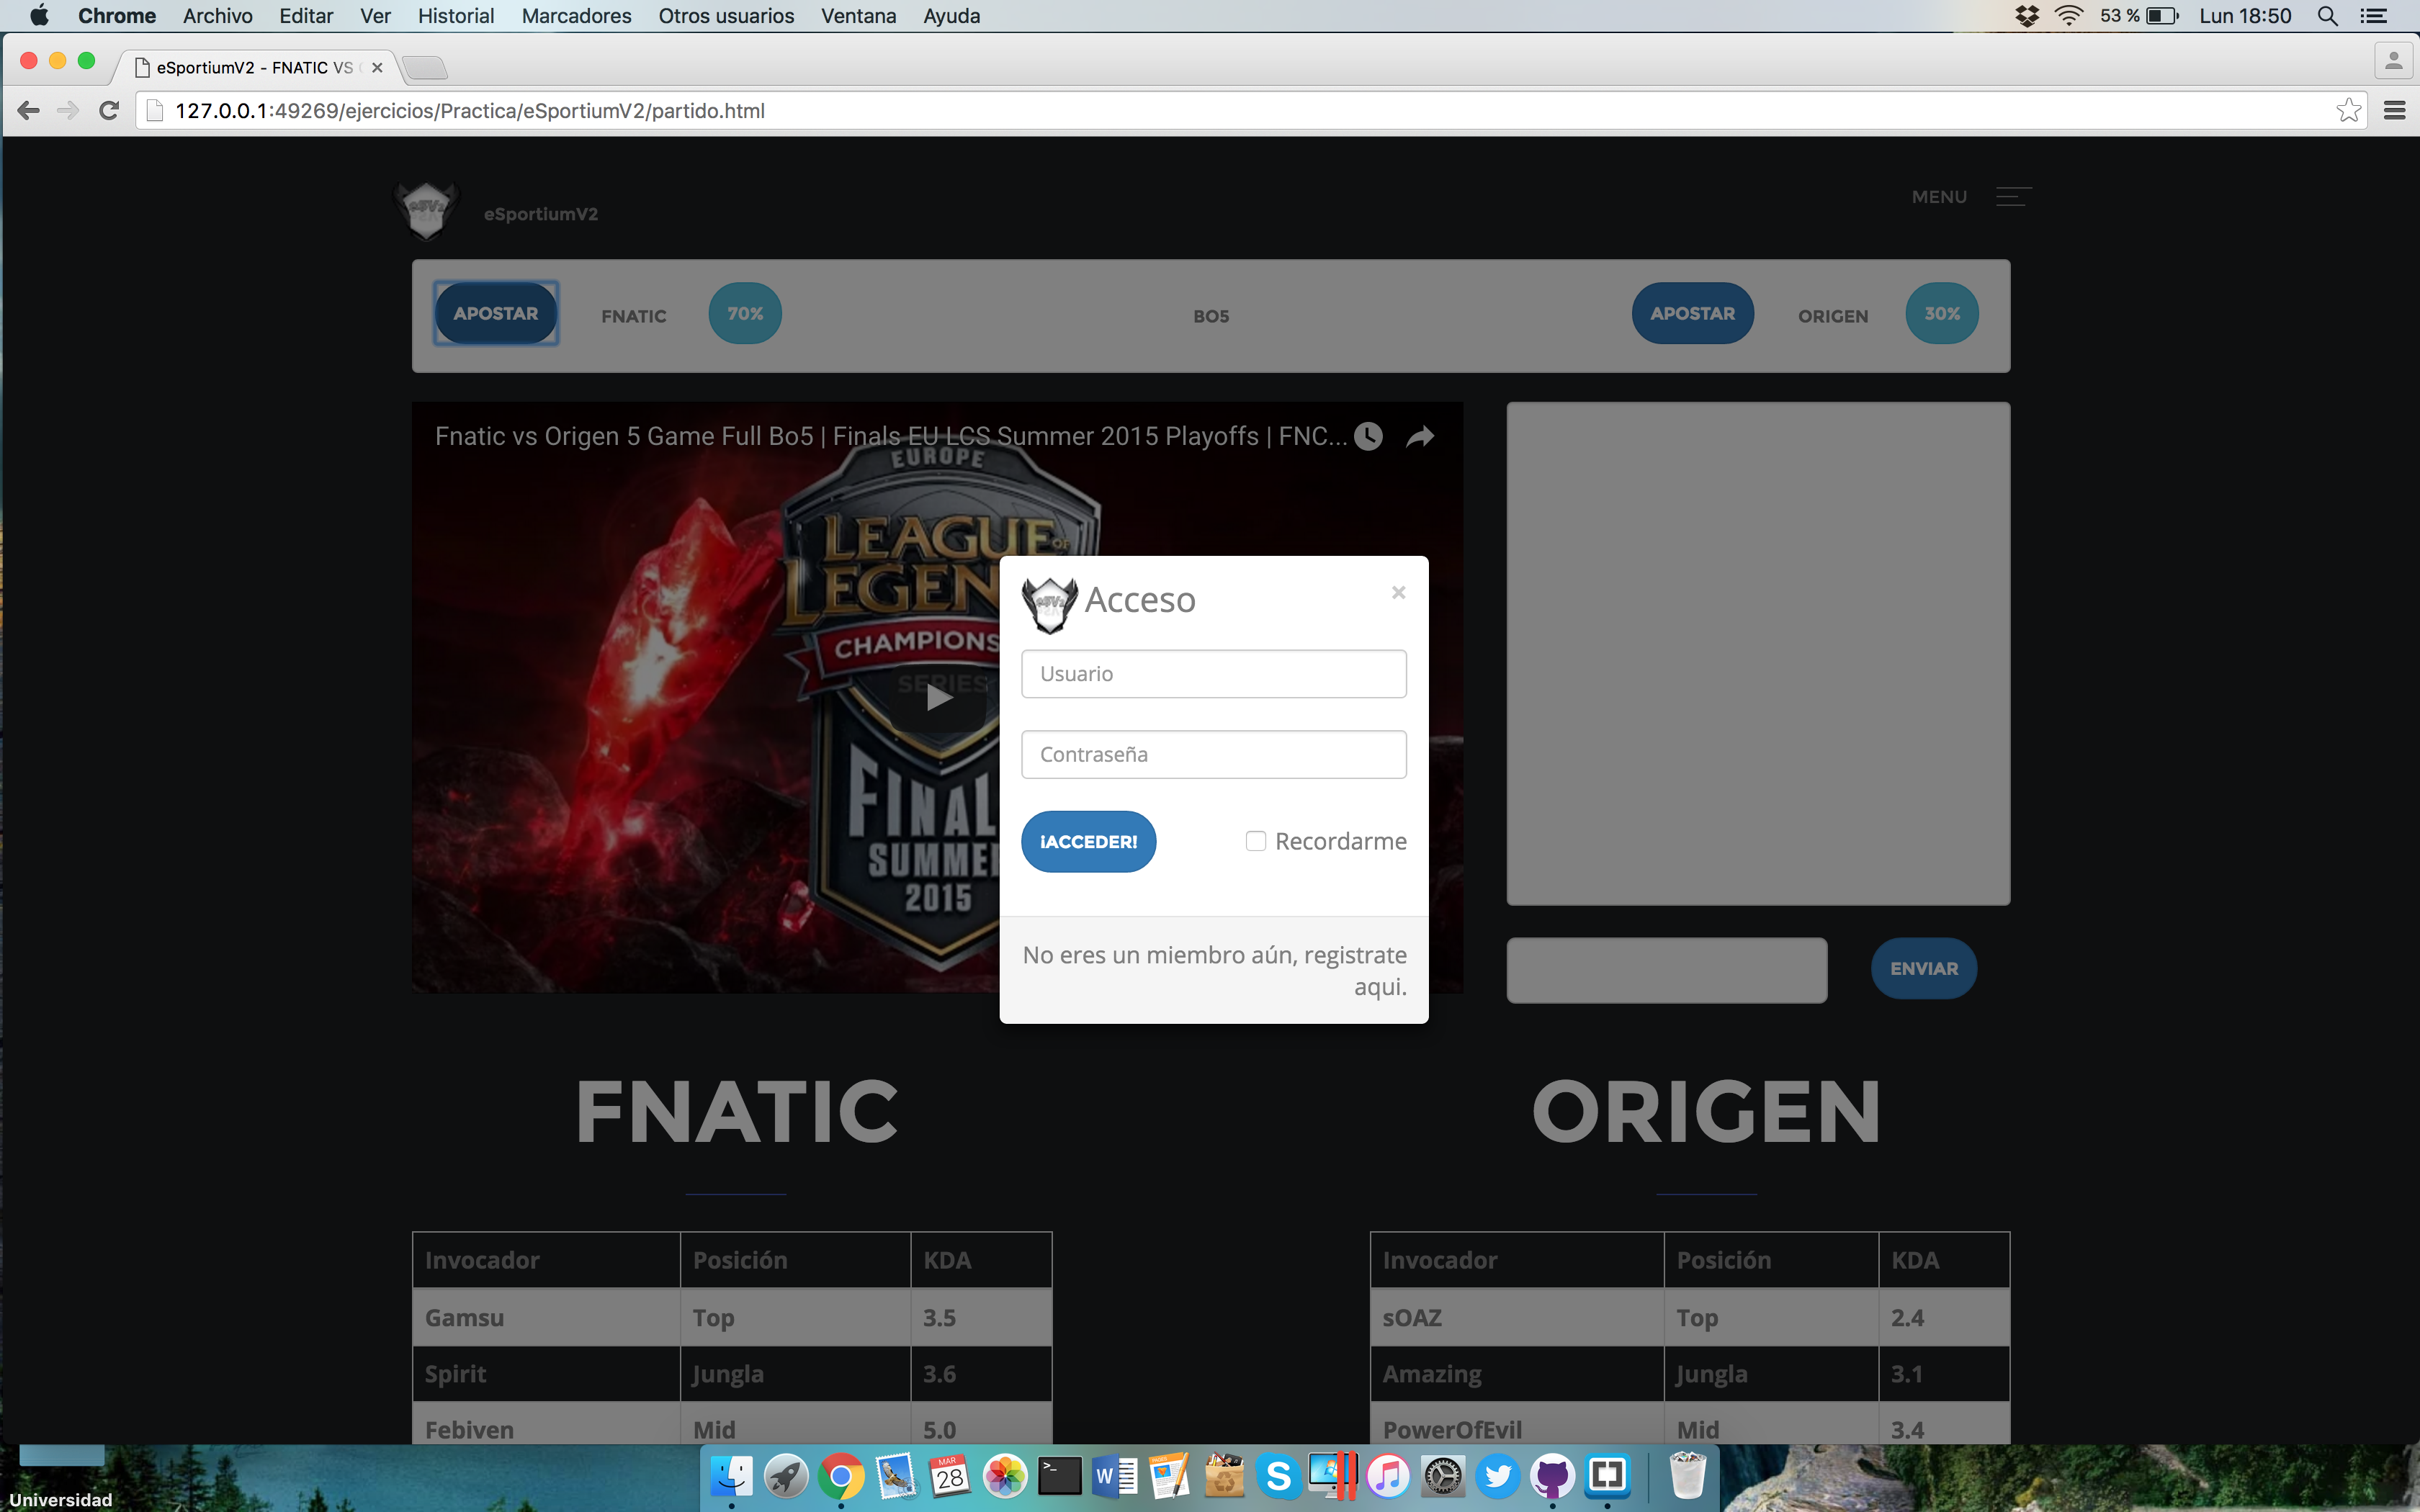 Chrome Archivo Editar Ver Historial Marcadores Otros usuarios Ventana Ayuda 53 % Lun 18:50
eSportiumV2 - FNATIC VS
127.0.0.1:49269/ejercicios/Practica/eSportiumV2/partido.html
eSportiumV2 MENU
APOSTAR FNATIC 70% BO5 APOSTAR ORIGEN 30%
Fnatic vs Origen 5 Game Full Bo5 | Finals EU LCS Summer 2015 Playoffs | FNC...
EUROPE
LEAGUE OF
LEGEN
CHAMPIONS
SERIES
FINAL
SUMME
2015
eSV2 Acceso ×
Usuario
Contraseña
¡ACCEDER! Recordarme
No eres un miembro aún, registrate
aqui.
ENVIAR
FNATIC ORIGEN
Invocador Posición KDA Invocador Posición KDA
Gamsu Top 3.5 sOAZ Top 2.4
Spirit Jungla 3.6 Amazing Jungla 3.1
Febiven Mid 5.0 PowerOfEvil Mid 3.4
MAR
28
Universidad